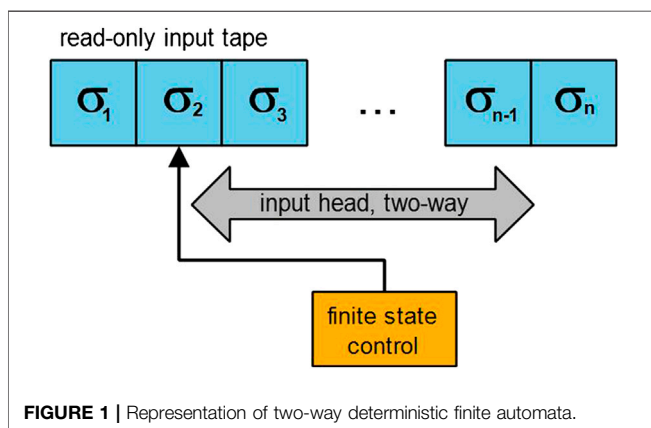 read-only input tape
σ1 σ2 σ3 ... σn-1 σn
input head, two-way
finite state
control
FIGURE 1 | Representation of two-way deterministic finite automata.